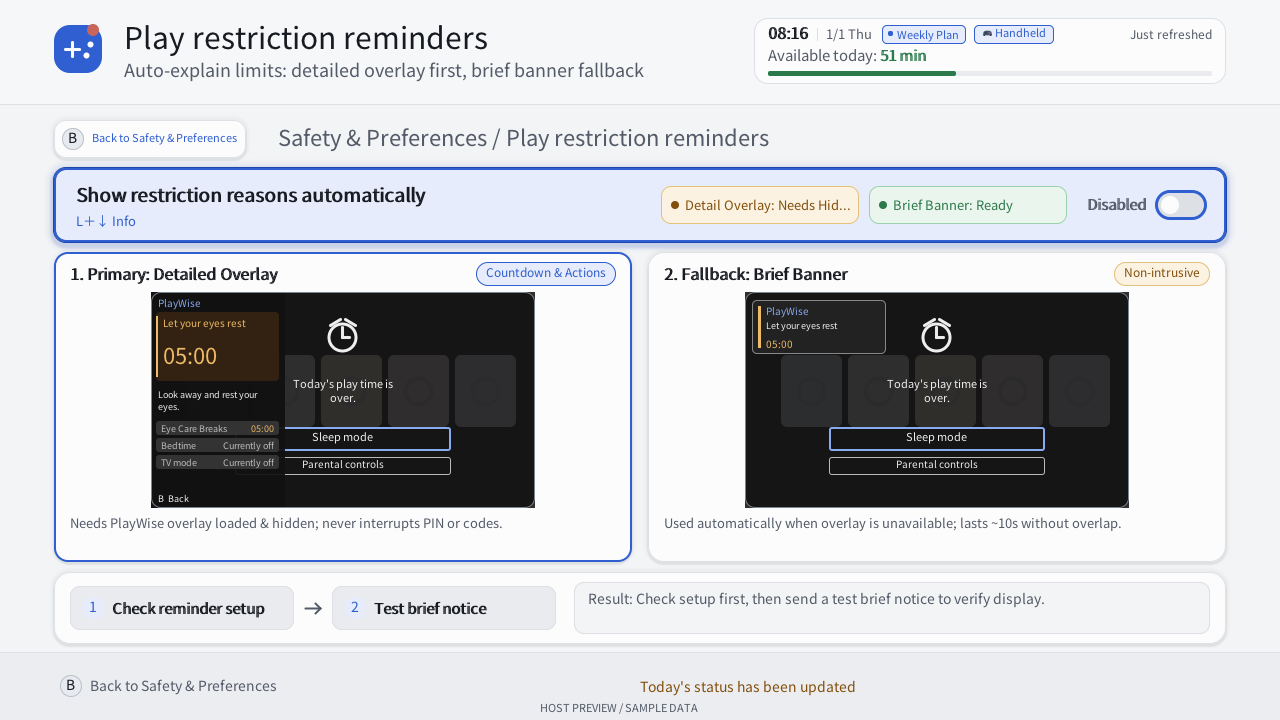 Play restriction reminders
Auto-explain limits: detailed overlay first, brief banner fallback
08:16 1/1 Thu Weekly Plan Handheld Just refreshed
Available today: 51 min
B Back to Safety & Preferences
Safety & Preferences / Play restriction reminders
Show restriction reasons automatically
L+↓ Info
Detail Overlay: Needs Hid...
Brief Banner: Ready
Disabled
1. Primary: Detailed Overlay
Countdown & Actions
PlayWise
Let your eyes rest
05:00
Look away and rest your
eyes.
Eye Care Breaks 05:00
Bedtime Currently off
TV mode Currently off
B Back
Today's play time is
over.
Sleep mode
Parental controls
Needs PlayWise overlay loaded & hidden; never interrupts PIN or codes.
2. Fallback: Brief Banner
Non-intrusive
PlayWise
Let your eyes rest
05:00
Today's play time is
over.
Sleep mode
Parental controls
Used automatically when overlay is unavailable; lasts ~10s without overlap.
1 Check reminder setup → 2 Test brief notice
Result: Check setup first, then send a test brief notice to verify display.
B Back to Safety & Preferences
Today's status has been updated
HOST PREVIEW / SAMPLE DATA